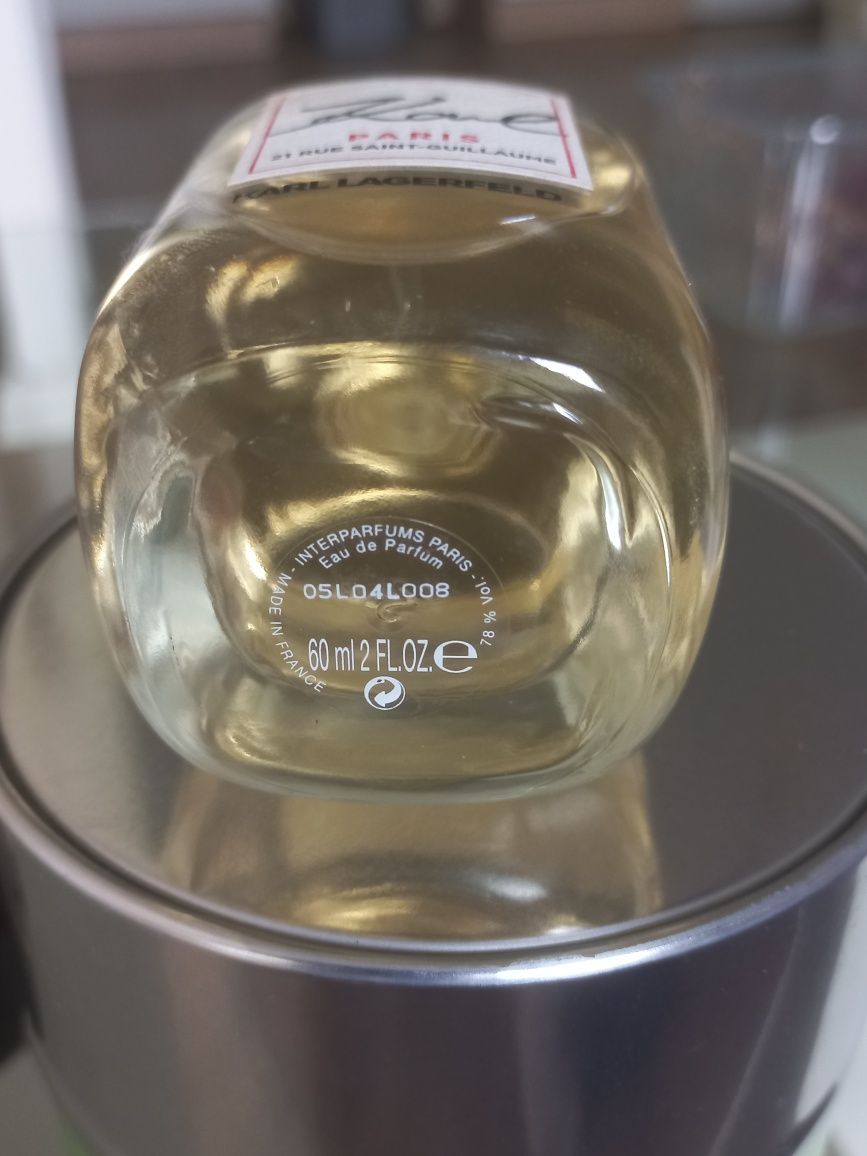 Karl
PARIS
21 RUE SAINT-GUILLAUME
KARL LAGERFELD
MADE IN FRANCE - INTERPARFUMS PARIS - 78 % Vol.
Eau de Parfum
05L04L008
60 ml 2 FL.OZ. e